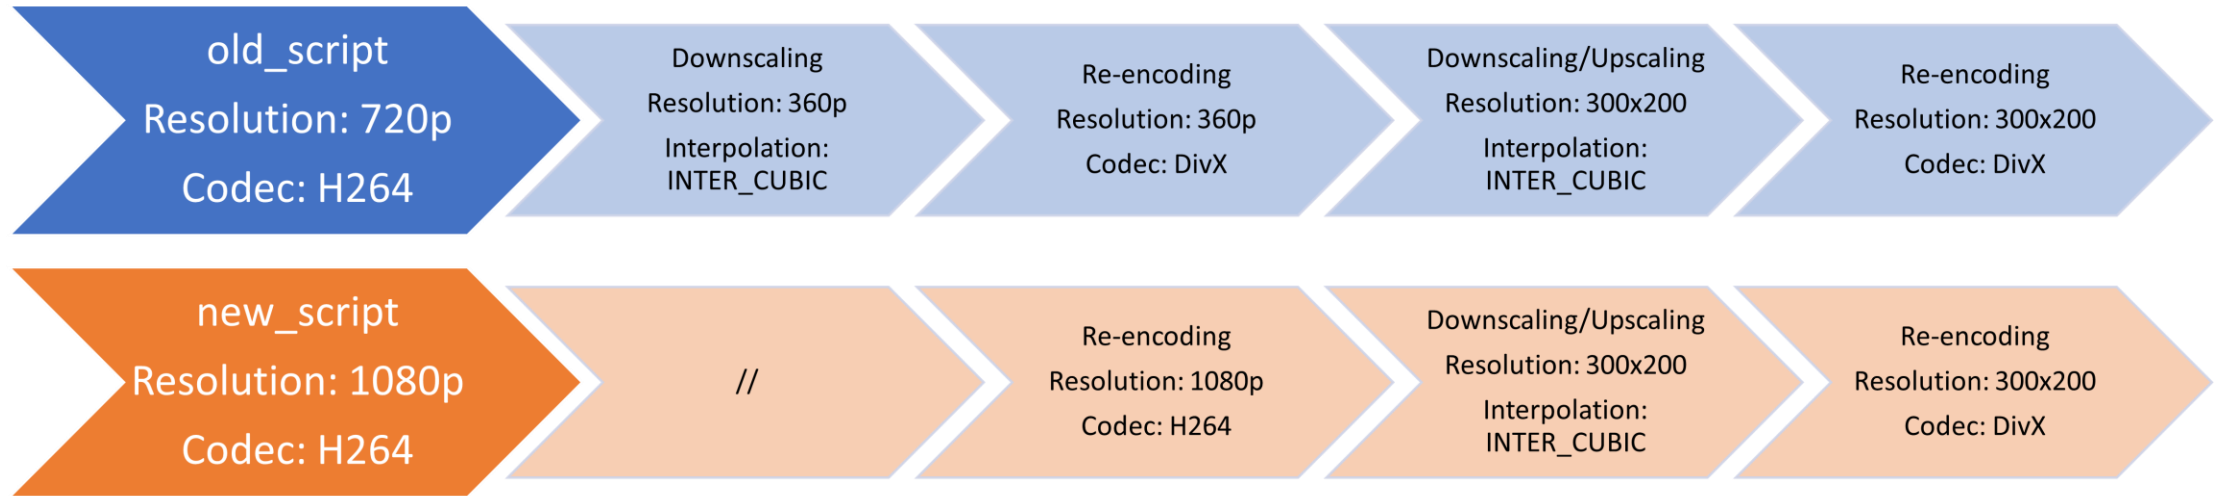 old_script
Resolution: 720p
Codec: H264
Downscaling
Resolution: 360p
Interpolation:
INTER_CUBIC
Re-encoding
Resolution: 360p
Codec: DivX
Downscaling/Upscaling
Resolution: 300x200
Interpolation:
INTER_CUBIC
Re-encoding
Resolution: 300x200
Codec: DivX
new_script
Resolution: 1080p
Codec: H264
//
Re-encoding
Resolution: 1080p
Codec: H264
Downscaling/Upscaling
Resolution: 300x200
Interpolation:
INTER_CUBIC
Re-encoding
Resolution: 300x200
Codec: DivX